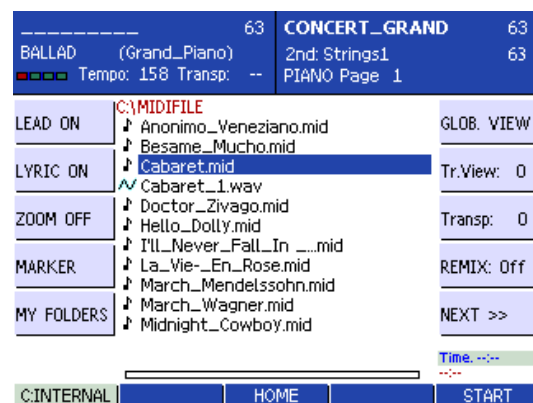 __________ 63
BALLAD (Grand_Piano)
Tempo: 158 Transp: --
CONCERT_GRAND 63
2nd: Strings1 63
PIANO Page 1
C:\MIDIFILE
LEAD ON
LYRIC ON
ZOOM OFF
MARKER
MY FOLDERS
Anonimo_Veneziano.mid
Besame_Mucho.mid
Cabaret.mid
Cabaret_1.wav
Doctor_Zivago.mid
Hello_Dolly.mid
I'll_Never_Fall_In _...mid
La_Vie-_En_Rose.mid
March_Mendelssohn.mid
March_Wagner.mid
Midnight_Cowboy.mid
GLOB. VIEW
Tr.View: 0
Transp: 0
REMIX: Off
NEXT >>
Time. --:--
--:--
C:INTERNAL HOME START